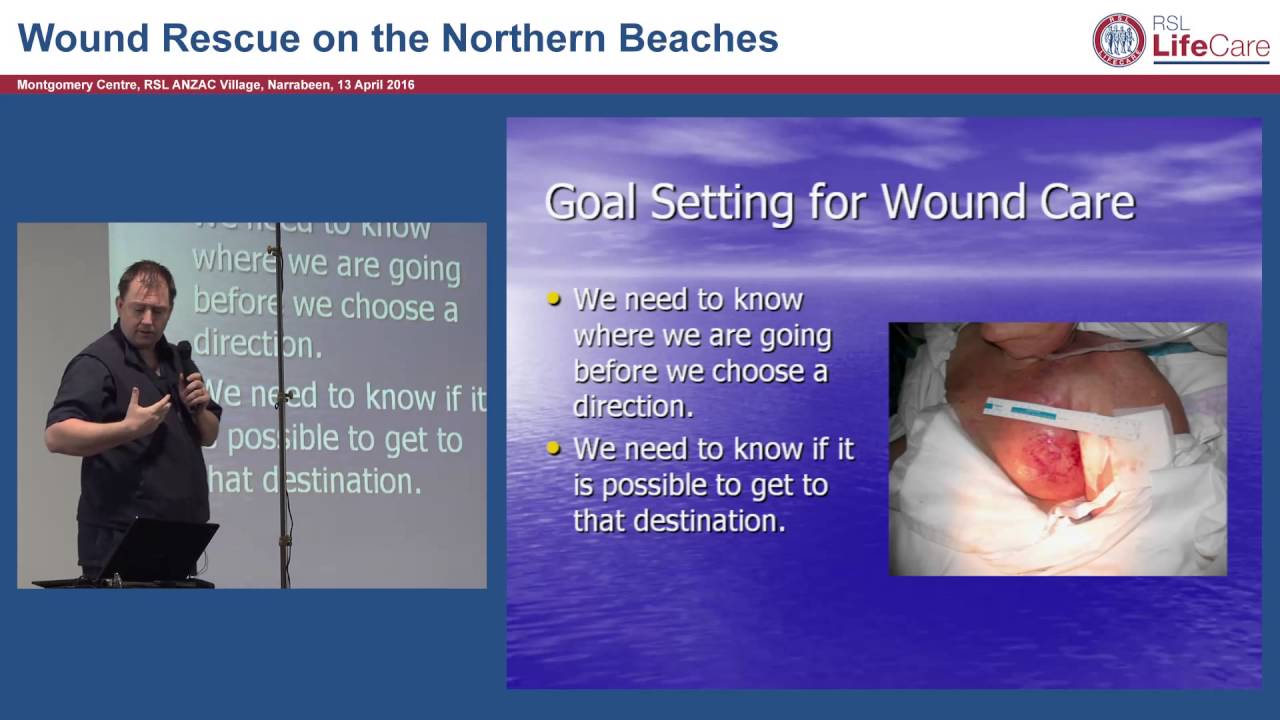 Wound Rescue on the Northern Beaches
RSL
LifeCare
RSL
LIFECARE
Montgomery Centre, RSL ANZAC Village, Narrabeen, 13 April 2016
We need to know
where we are going
before we choose a
direction.
We need to know if it
possible to get to
that destination.
Goal Setting for Wound Care
• We need to know
where we are going
before we choose a
direction.
• We need to know if it
is possible to get to
that destination.